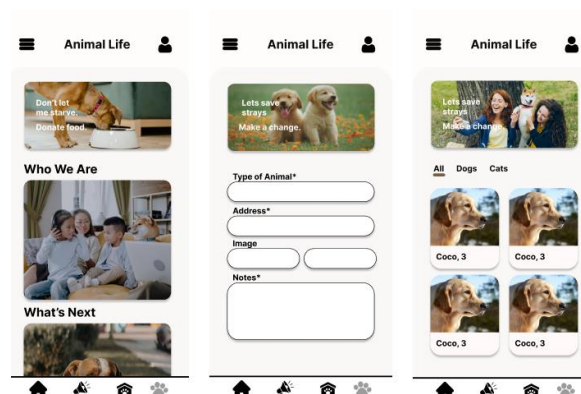 Animal Life
Don't let
me starve.
Donate food.
Who We Are
What's Next
Animal Life
Lets save
strays
Make a change.
Type of Animal*
Address*
Image
Notes*
Animal Life
Lets save
strays
Make a change.
All Dogs Cats
Coco, 3 Coco, 3
Coco, 3 Coco, 3